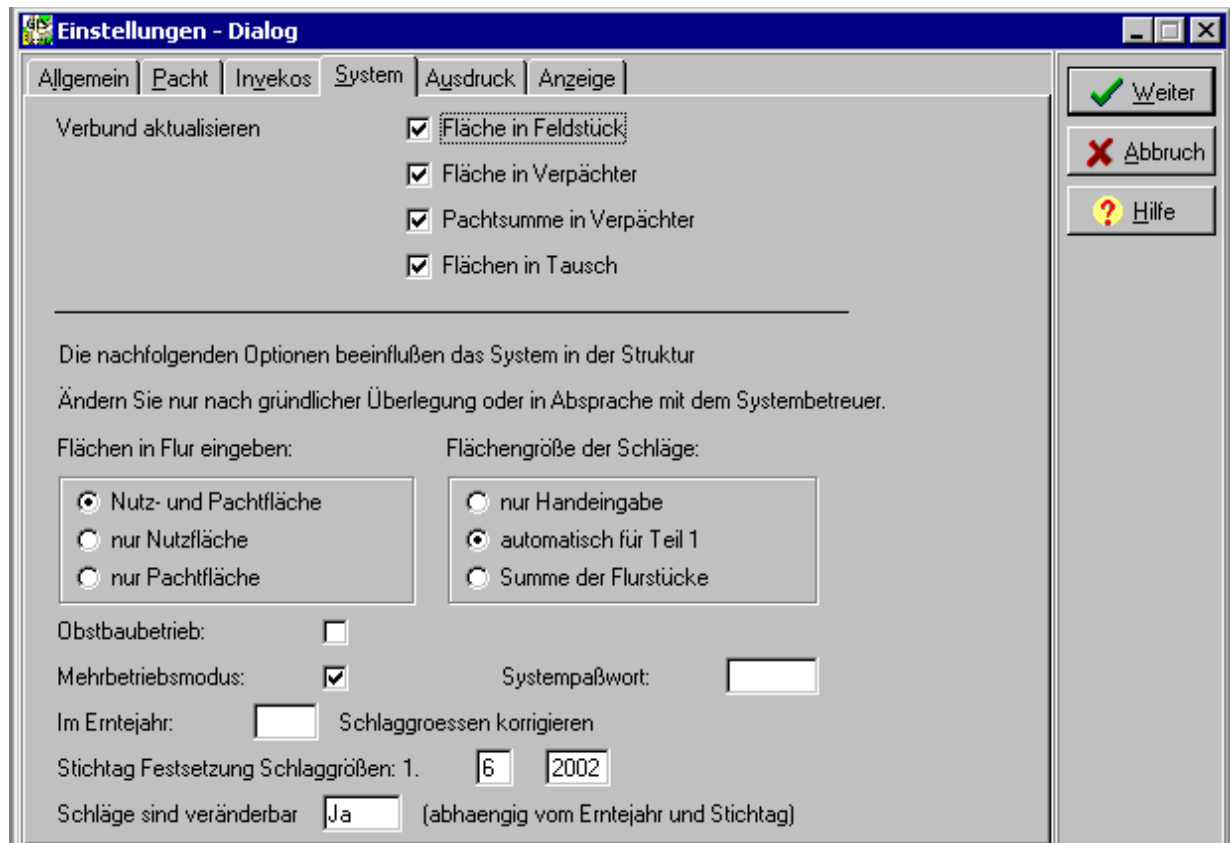 Einstellungen - Dialog
Allgemein Pacht Invekos System Ausdruck Anzeige
Weiter
Abbruch
Hilfe
Verbund aktualisieren Fläche in Feldstück
Fläche in Verpächter
Pachtsumme in Verpächter
Flächen in Tausch
Die nachfolgenden Optionen beeinflußen das System in der Struktur
Ändern Sie nur nach gründlicher Überlegung oder in Absprache mit dem Systembetreuer.
Flächen in Flur eingeben: Flächengröße der Schläge:
Nutz- und Pachtfläche nur Handeingabe
nur Nutzfläche automatisch für Teil 1
nur Pachtfläche Summe der Flurstücke
Obstbaubetrieb:
Mehrbetriebsmodus: Systempaßwort:
Im Erntejahr: Schlaggroessen korrigieren
Stichtag Festsetzung Schlaggrößen: 1. 6 2002
Schläge sind veränderbar Ja (abhaengig vom Erntejahr und Stichtag)